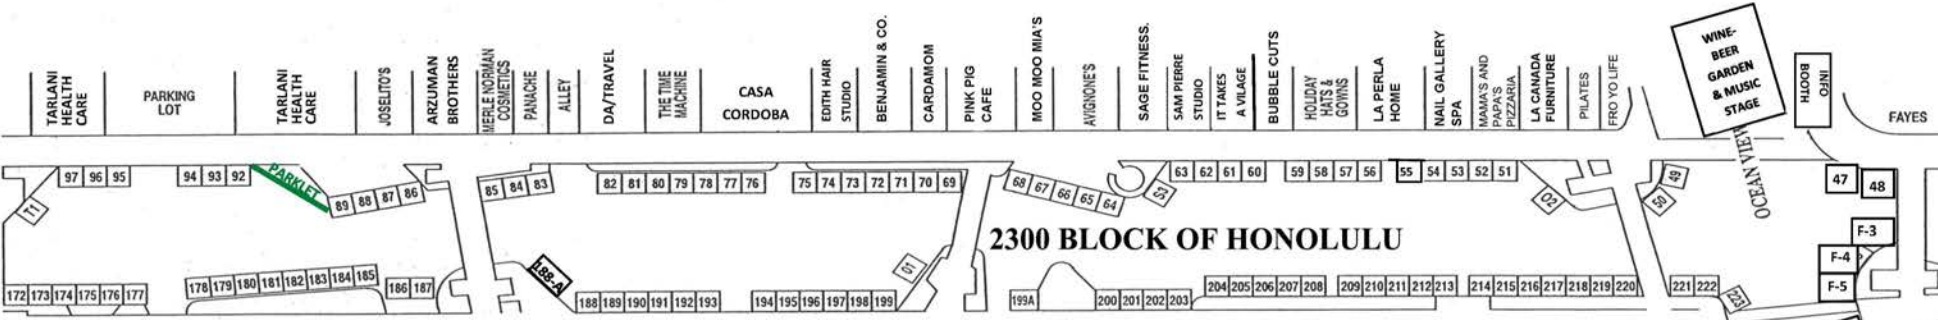 TARLANI
HEALTH
CARE
PARKING
LOT
TARLANI
HEALTH
CARE
JOSELITO'S
ARZUMAN
BROTHERS
MERLE NORMAN
COSMETICS
PANACHE
ALLEY
DA/TRAVEL
THE TIME
MACHINE
CASA
CORDOBA
EDITH HAIR
STUDIO
BENJAMIN & CO.
CARDAMOM
PINK PIG
CAFE
MOO MOO MIA'S
AVIGNONE'S
SAGE FITNESS.
SAM PIERRE
STUDIO
IT TAKES
A VILAGE
BUBBLE CUTS
HOLIDAY
HATS &
GOWNS
LA PERLA
HOME
NAIL GALLERY
SPA
MAMA'S AND
PAPA'S
PIZZARIA
LA CANADA
FURNITURE
PILATES
FRO YO LIFE
WINE-
BEER
GARDEN
& MUSIC
STAGE
INFO
BOOTH
FAYES
OCEAN VIEW
97 96 95
94 93 92
PARKLET
89 88 87 86
85 84 83
82 81 80 79 78 77 76
75 74 73 72 71 70 69
68 67 66 65 64
S3
63 62 61 60
59 58 57 56
55
54 53 52 51
O2
50
49
47
48
T1
2300 BLOCK OF HONOLULU
F-3
F-4
F-5
172 173 174 175 176 177
178 179 180 181 182 183 184 185
186 187
188-A
188 189 190 191 192 193
194 195 196 197 198 199
O1
199A
200 201 202 203
204 205 206 207 208
209 210 211 212 213
214 215 216 217 218 219 220
221 222
223